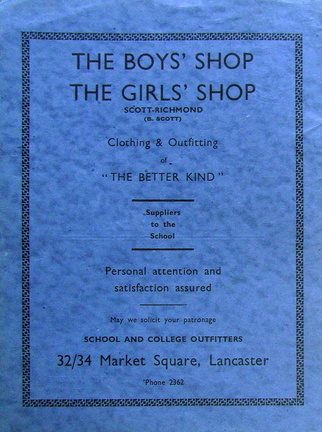 THE BOYS' SHOP
THE GIRLS' SHOP
SCOTT-RICHMOND
(B. SCOTT)
Clothing & Outfitting
of
"THE BETTER KIND"
Suppliers
to the
School
Personal attention and
satisfaction assured
May we solicit your patronage
SCHOOL AND COLLEGE OUTFITTERS
32/34 Market Square, Lancaster
'Phone 2362